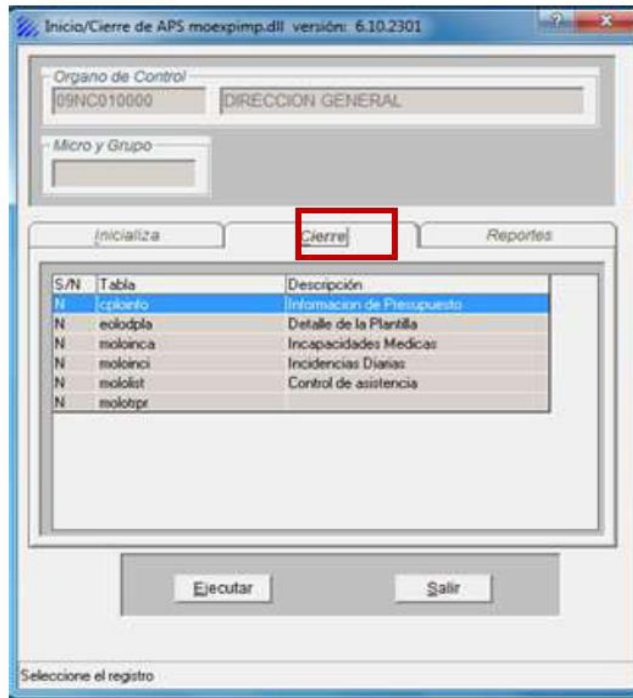 Inicio/Cierre de APS moexpimp.dll versión: 6.10.2301
Organo de Control
09NC010000 DIRECCION GENERAL
Micro y Grupo
Inicializa Cierre Reportes
S/N Tabla Descripción
N cploinfo Informacion de Presupuesto
N eolodpla Detalle de la Plantilla
N moloinca Incapacidades Medicas
N moloinci Incidencias Diarias
N mololist Control de asistencia
N molotrpr
Ejecutar Salir
Seleccione el registro